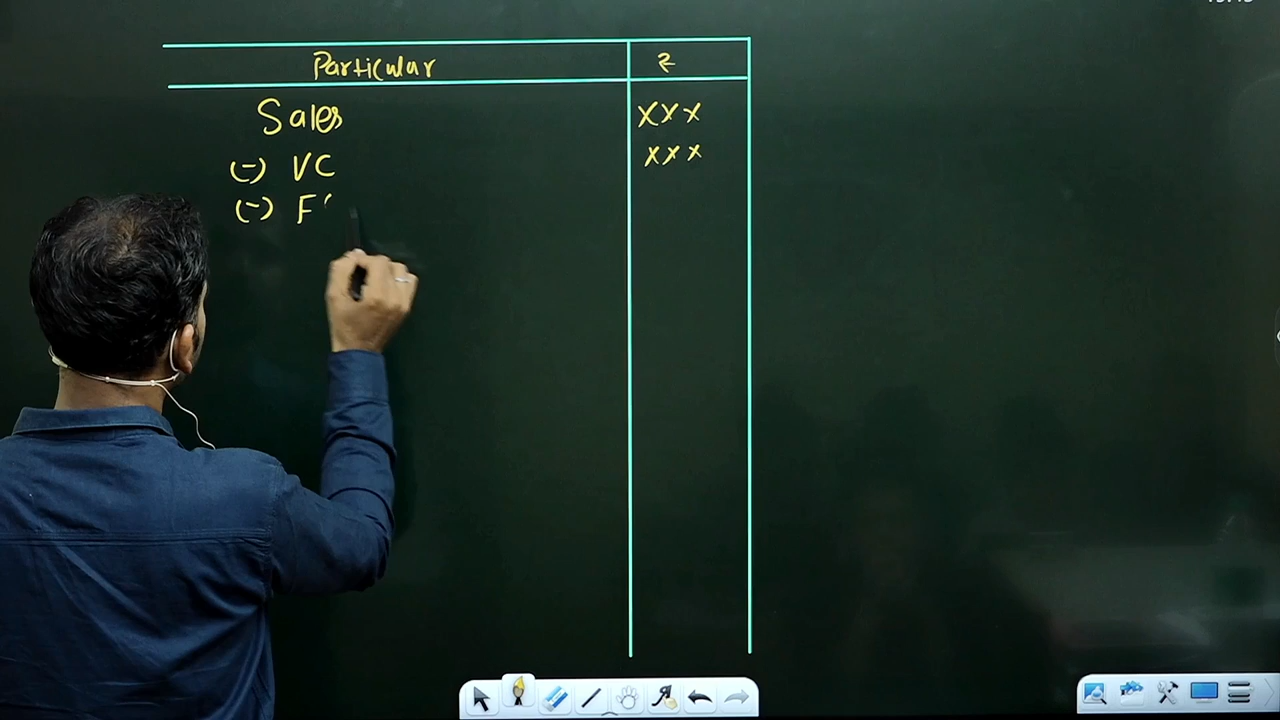 Particular ₹
Sales xxx
(-) VC xxx
(-) F